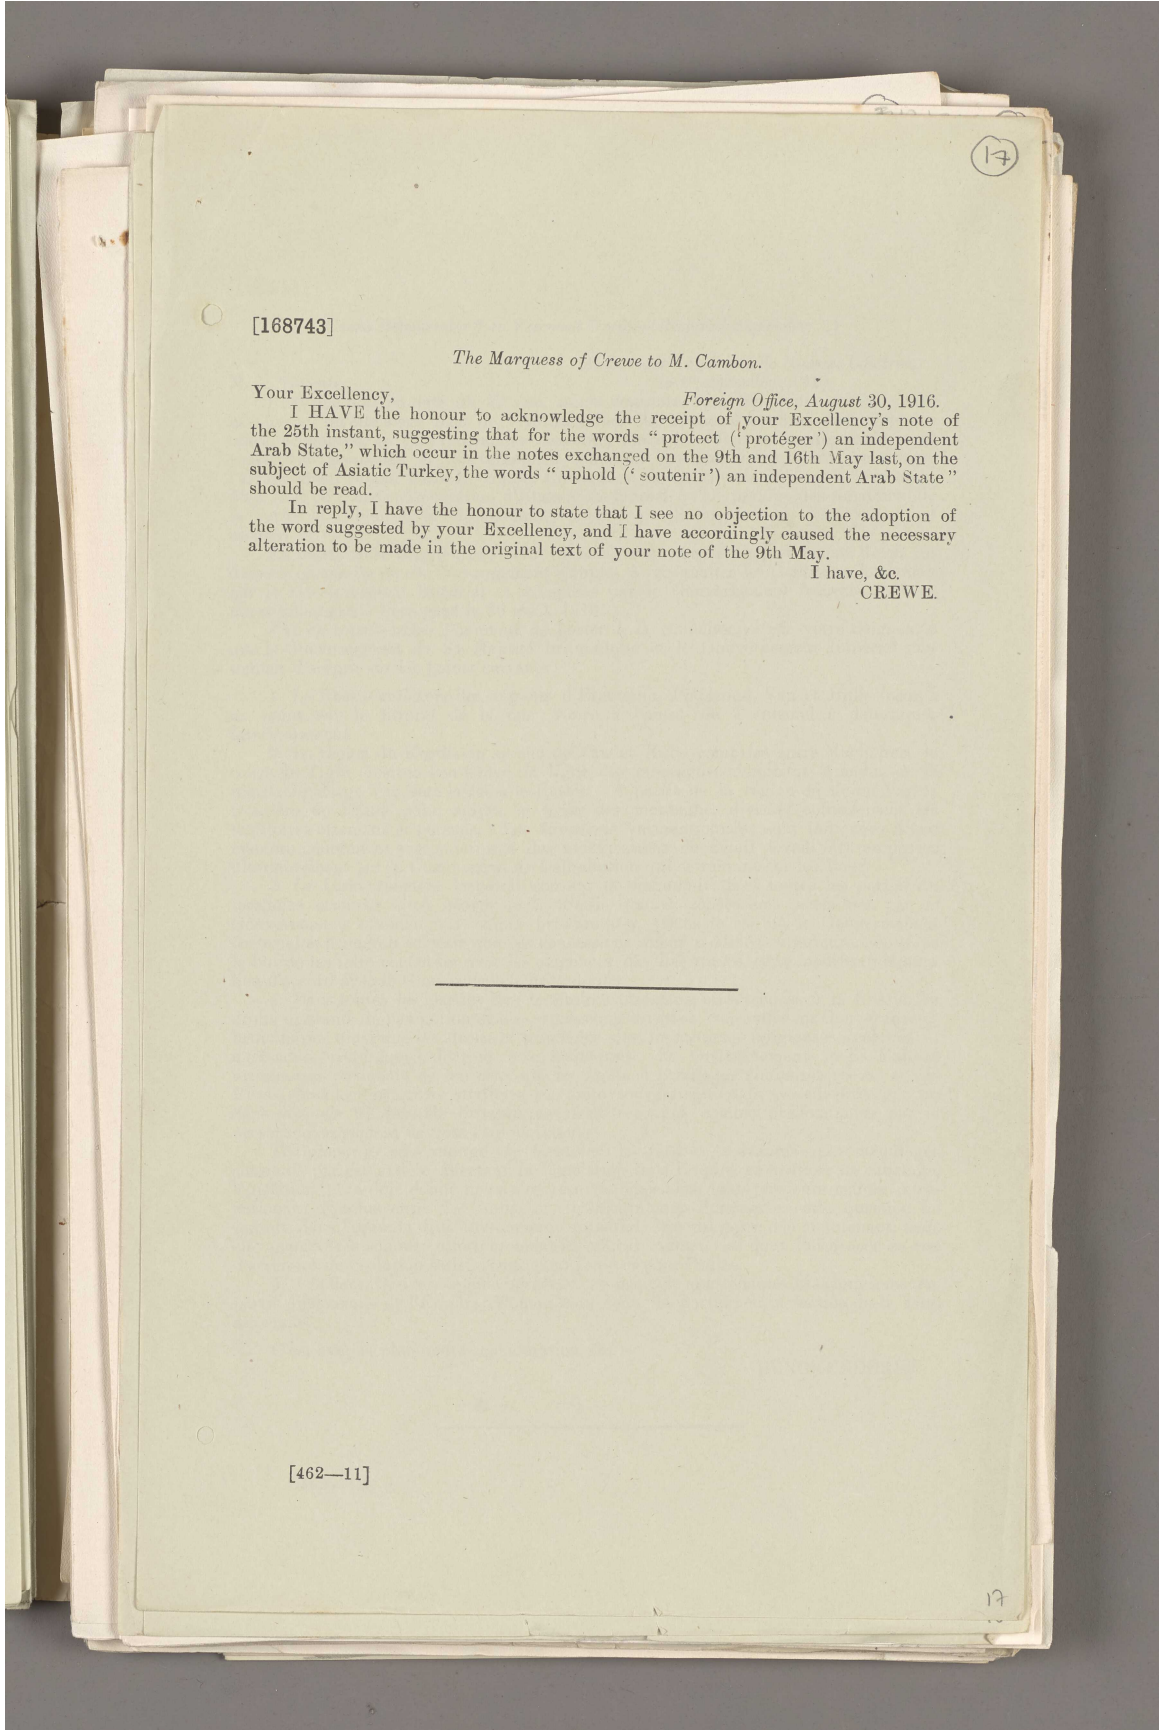 17
[168743]
The Marquess of Crewe to M. Cambon.
Your Excellency,
Foreign Office, August 30, 1916.
I HAVE the honour to acknowledge the receipt of your Excellency's note of
the 25th instant, suggesting that for the words “ protect (‘ protéger ’) an independent
Arab State,” which occur in the notes exchanged on the 9th and 16th May last, on the
subject of Asiatic Turkey, the words “ uphold (‘ soutenir ’) an independent Arab State ”
should be read.
In reply, I have the honour to state that I see no objection to the adoption of
the word suggested by your Excellency, and I have accordingly caused the necessary
alteration to be made in the original text of your note of the 9th May.
I have, &c.
CREWE.
[462—11]
17